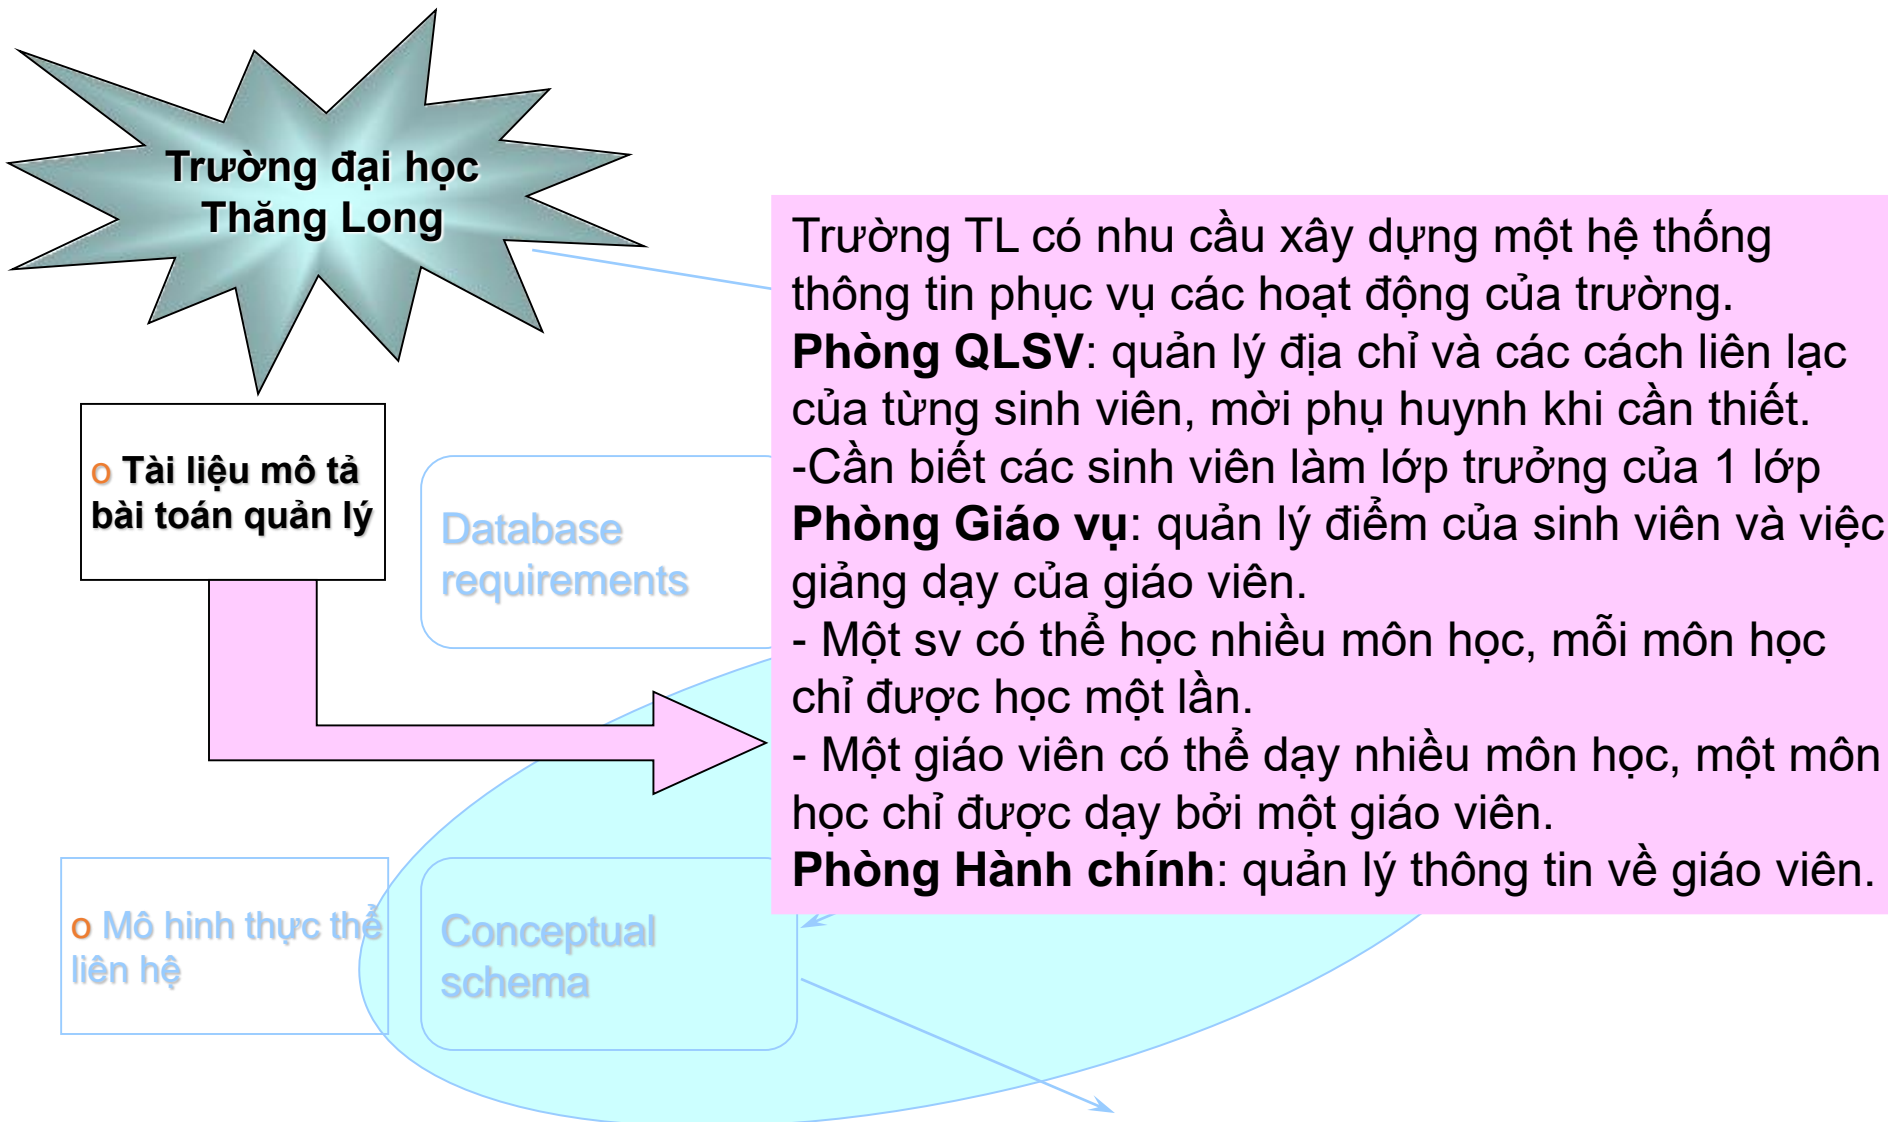 Trường đại học
Thăng Long
Trường TL có nhu cầu xây dựng một hệ thống
thông tin phục vụ các hoạt động của trường.
Phòng QLSV: quản lý địa chỉ và các cách liên lạc
của từng sinh viên, mời phụ huynh khi cần thiết.
-Cần biết các sinh viên làm lớp trưởng của 1 lớp
Phòng Giáo vụ: quản lý điểm của sinh viên và việc
giảng dạy của giáo viên.
- Một sv có thể học nhiều môn học, mỗi môn học
chỉ được học một lần.
- Một giáo viên có thể dạy nhiều môn học, một môn
học chỉ được dạy bởi một giáo viên.
Phòng Hành chính: quản lý thông tin về giáo viên.
o Tài liệu mô tả
bài toán quản lý
Database
requirements
o Mô hinh thực thể
liên hệ
Conceptual
schema